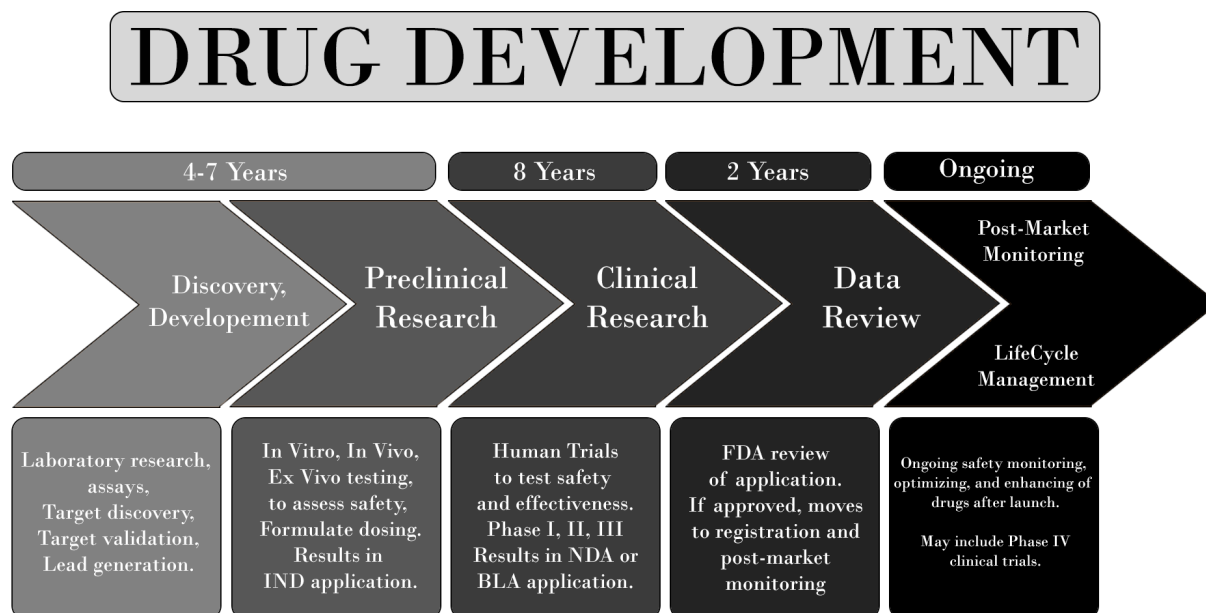 DRUG DEVELOPMENT
4-7 Years
8 Years
2 Years
Ongoing
Discovery,
Developement
Preclinical
Research
Clinical
Research
Data
Review
Post-Market
Monitoring
LifeCycle
Management
Laboratory research,
assays,
Target discovery,
Target validation,
Lead generation.
In Vitro, In Vivo,
Ex Vivo testing,
to assess safety,
Formulate dosing.
Results in
IND application.
Human Trials
to test safety
and effectiveness.
Phase I, II, III
Results in NDA or
BLA application.
FDA review
of application.
If approved, moves
to registration and
post-market
monitoring
Ongoing safety monitoring,
optimizing, and enhancing of
drugs after launch.
May include Phase IV
clinical trials.